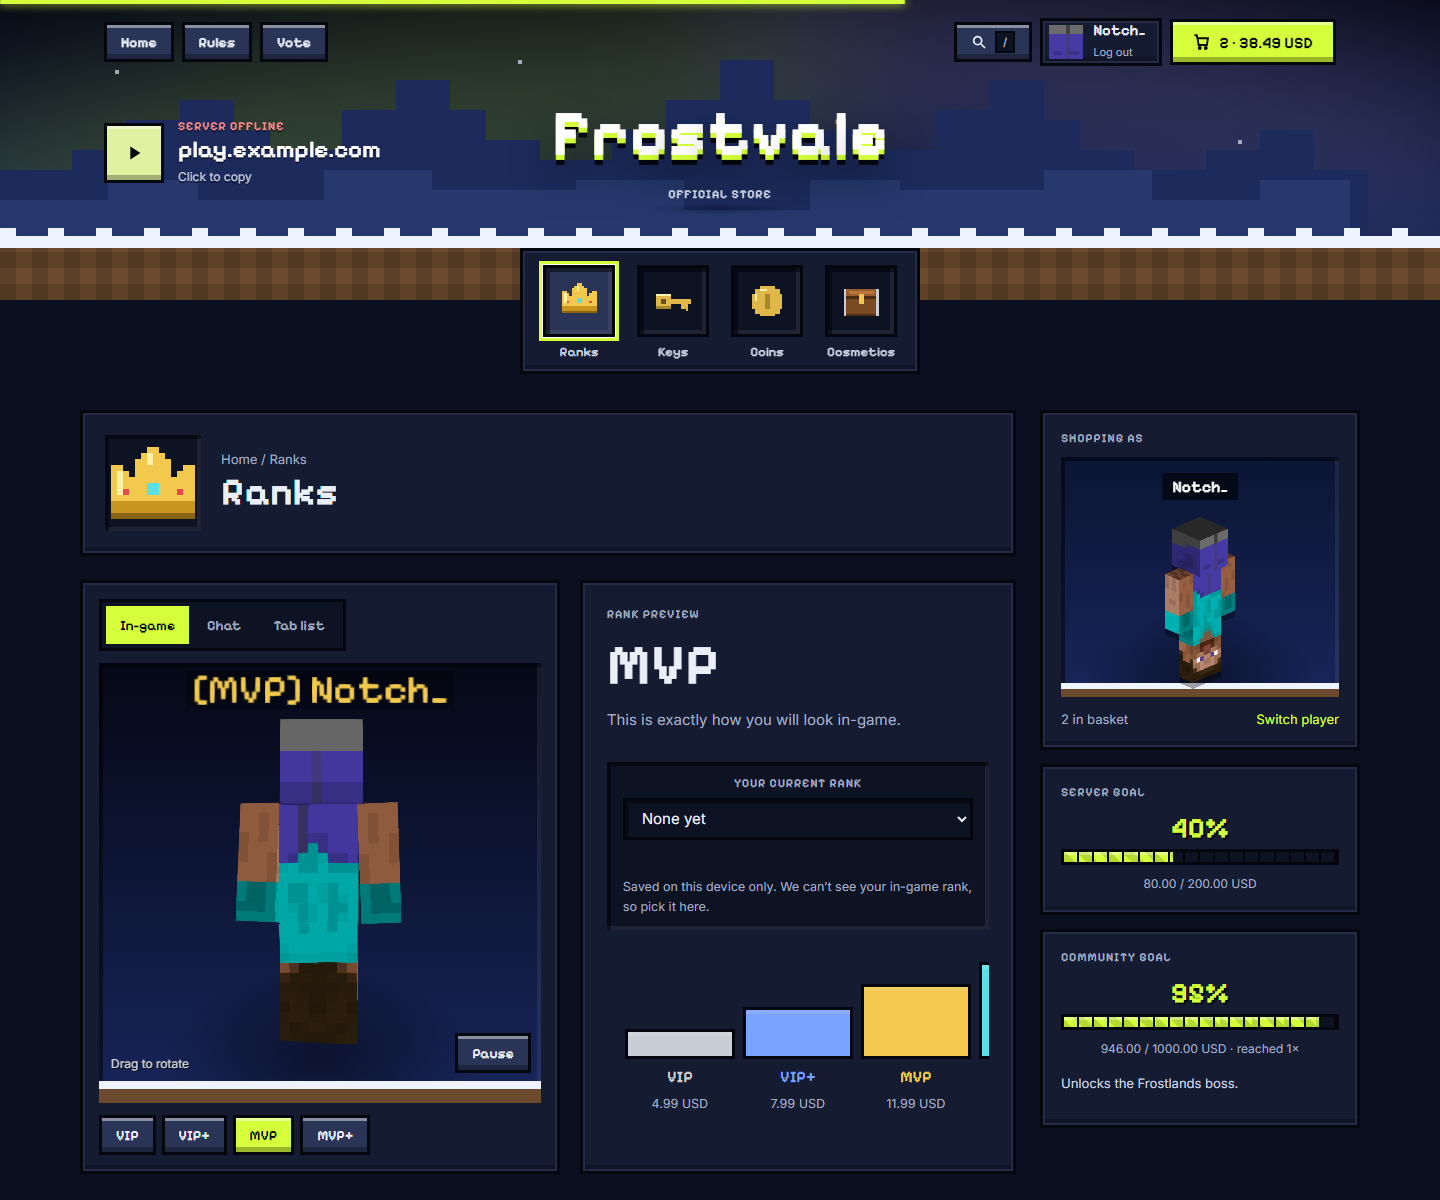 Home
Rules
Vote
/
Notch_
Log out
2 · 38.49 USD
SERVER OFFLINE
play.example.com
Click to copy
Frostvale
OFFICIAL STORE
Ranks
Keys
Coins
Cosmetics
Home / Ranks
Ranks
SHOPPING AS
Notch_
2 in basket
Switch player
In-game
Chat
Tab list
[MVP] Notch_
Drag to rotate
Pause
VIP
VIP+
MVP
MVP+
RANK PREVIEW
MVP
This is exactly how you will look in-game.
YOUR CURRENT RANK
None yet
Saved on this device only. We can't see your in-game rank,
so pick it here.
VIP
4.99 USD
VIP+
7.99 USD
MVP
11.99 USD
SERVER GOAL
40%
80.00 / 200.00 USD
COMMUNITY GOAL
95%
946.00 / 1000.00 USD · reached 1×
Unlocks the Frostlands boss.